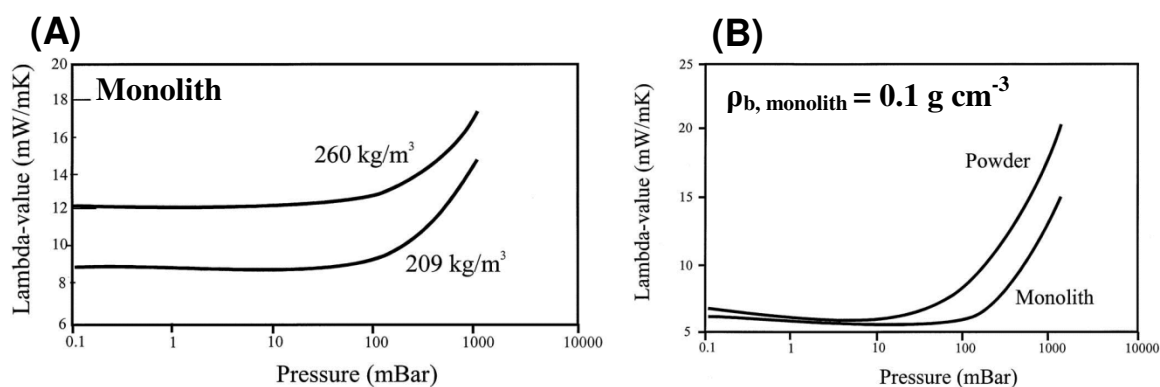 (A)
Monolith
Lambda-value (mW/mK)
20
18
16
14
12
10
8
6
260 kg/m³
209 kg/m³
0.1
1
10
100
1000
10000
Pressure (mBar)
(B)
ρb, monolith = 0.1 g cm⁻³
Lambda-value (mW/mK)
25
20
15
10
5
Powder
Monolith
0.1
1
10
100
1000
10000
Pressure (mBar)